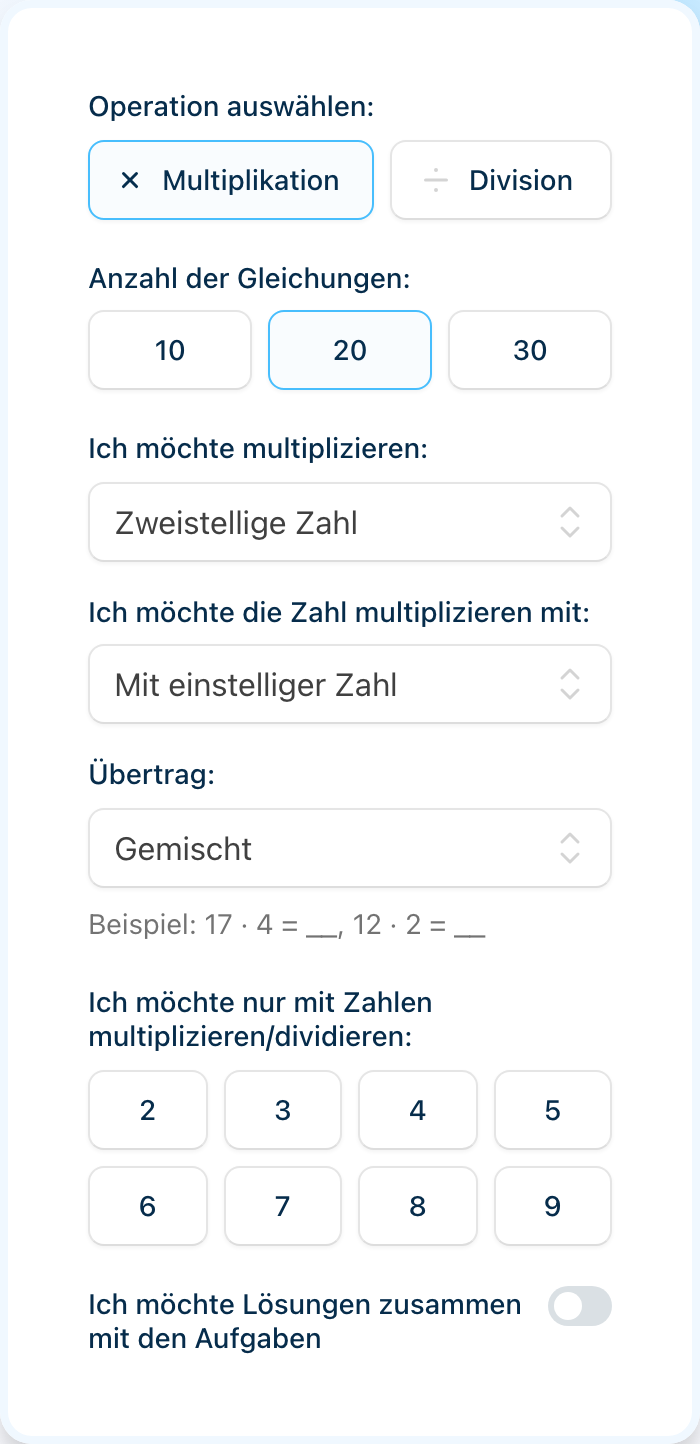 Operation auswählen:
× Multiplikation ÷ Division
Anzahl der Gleichungen:
10 20 30
Ich möchte multiplizieren:
Zweistellige Zahl
Ich möchte die Zahl multiplizieren mit:
Mit einstelliger Zahl
Übertrag:
Gemischt
Beispiel: 17 · 4 = __, 12 · 2 = __
Ich möchte nur mit Zahlen
multiplizieren/dividieren:
2 3 4 5
6 7 8 9
Ich möchte Lösungen zusammen
mit den Aufgaben